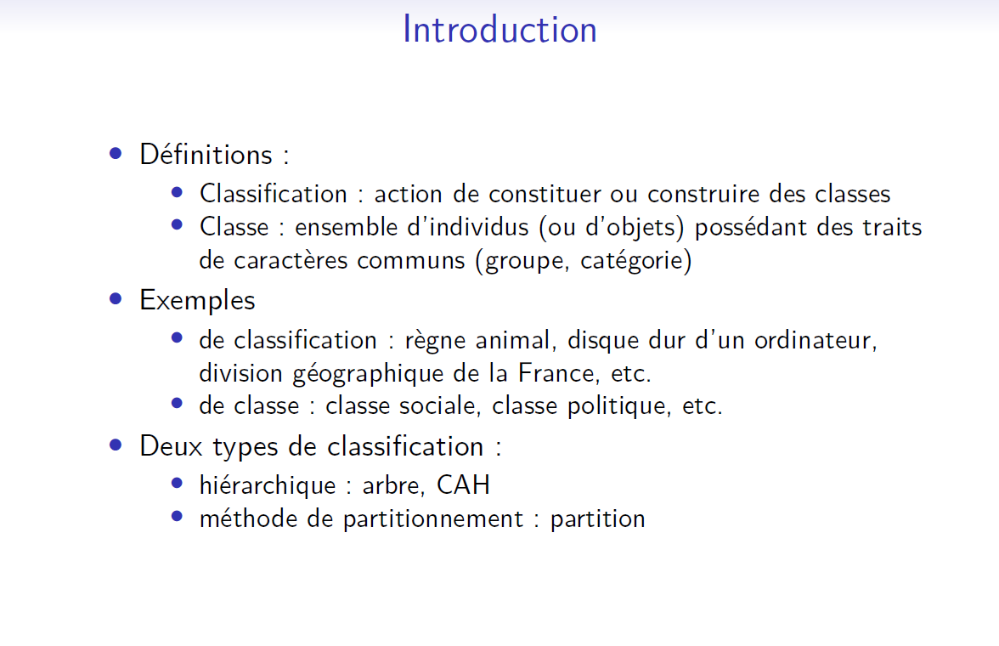 Introduction
• Définitions :
• Classification : action de constituer ou construire des classes
• Classe : ensemble d'individus (ou d'objets) possédant des traits
de caractères communs (groupe, catégorie)
• Exemples
• de classification : règne animal, disque dur d'un ordinateur,
division géographique de la France, etc.
• de classe : classe sociale, classe politique, etc.
• Deux types de classification :
• hiérarchique : arbre, CAH
• méthode de partitionnement : partition